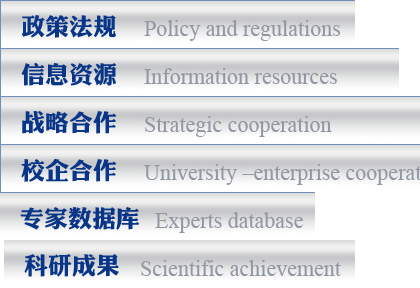 政策法规 Policy and regulations
信息资源 Information resources
战略合作 Strategic cooperation
校企合作 University –enterprise cooperat
专家数据库 Experts database
科研成果 Scientific achievement